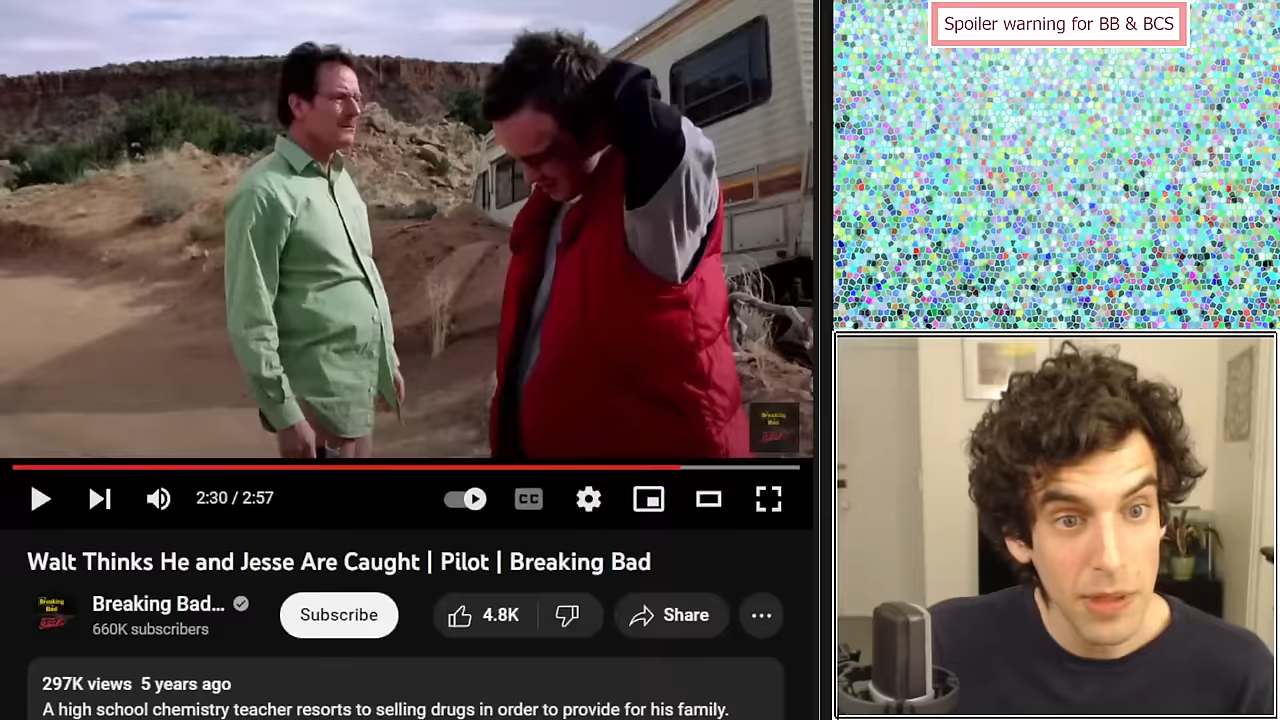 Spoiler warning for BB & BCS
2:30 / 2:57
CC
Walt Thinks He and Jesse Are Caught | Pilot | Breaking Bad
Breaking Bad...
660K subscribers
Subscribe
4.8K
Share
297K views 5 years ago
A high school chemistry teacher resorts to selling drugs in order to provide for his family.